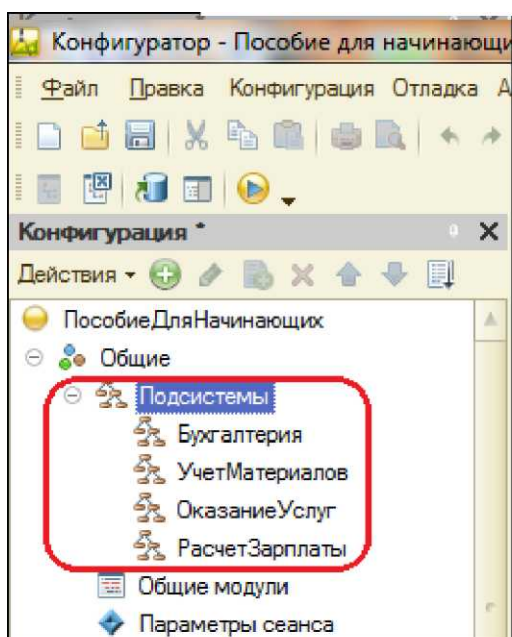 Конфигуратор - Пособие для начинающи
Файл Правка Конфигурация Отладка А
Конфигурация *
Действия
ПособиеДляНачинающих
Общие
Подсистемы
Бухгалтерия
УчетМатериалов
ОказаниеУслуг
РасчетЗарплаты
Общие модули
Параметры сеанса